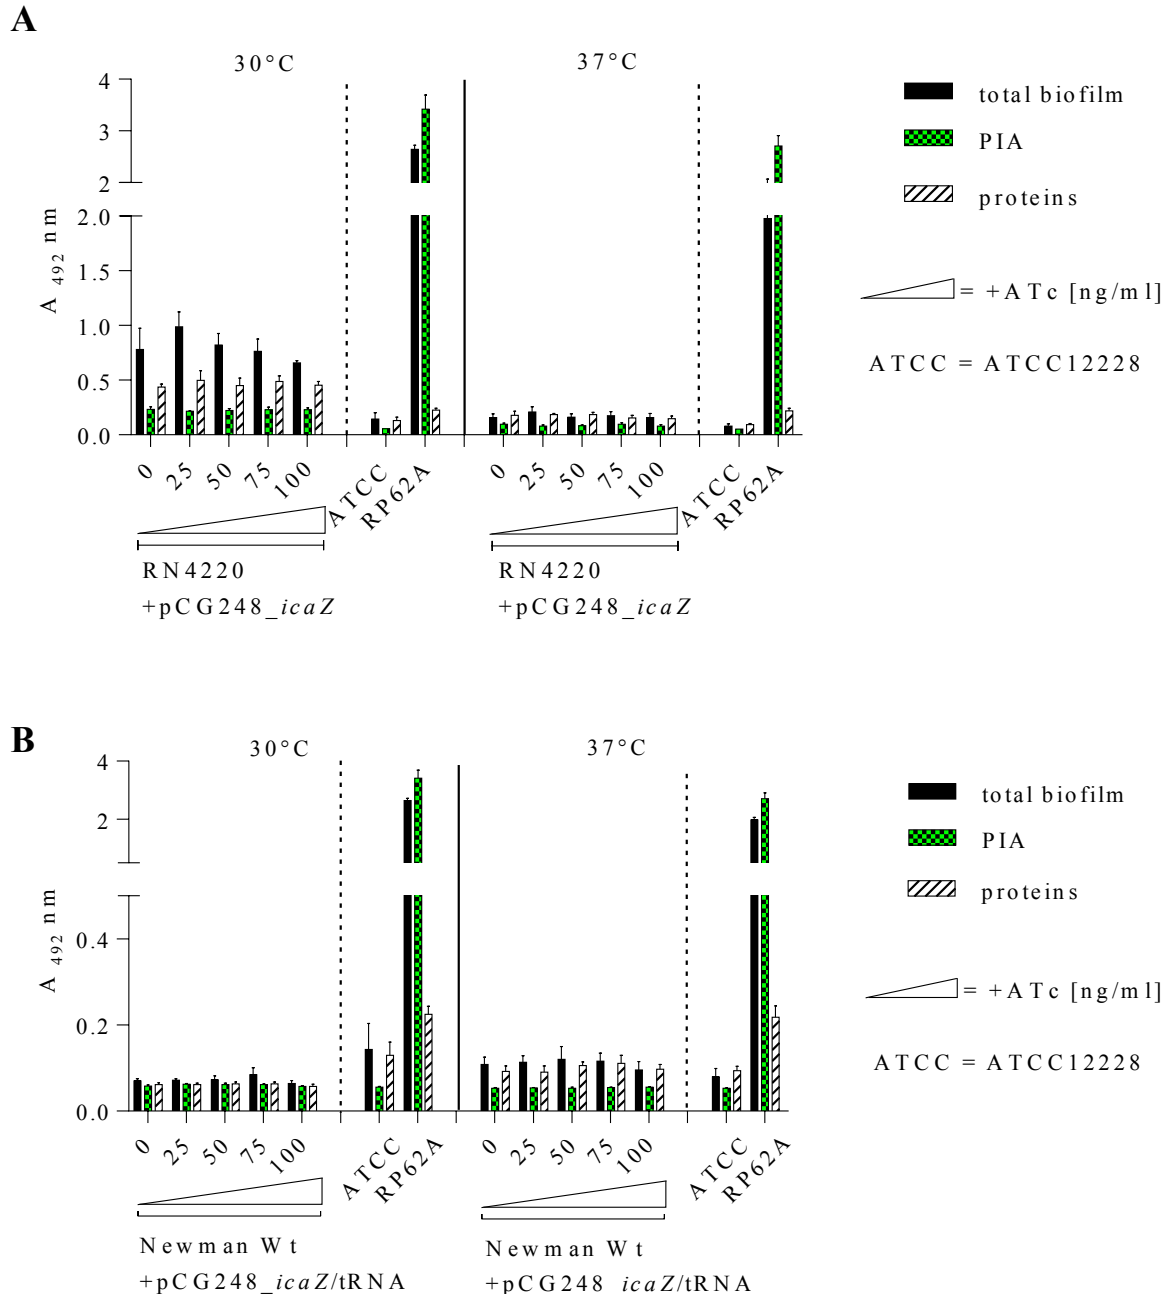 A
30°C
37°C
4
3
2
2.0
1.5
1.0
0.5
0.0
A 492 nm
total biofilm
PIA
proteins
= +ATc [ng/ml]
ATCC = ATCC12228
0 25 50 75 100 ATCC RP62A 0 25 50 75 100 ATCC RP62A
RN4220
+pCG248_icaZ
RN4220
+pCG248_icaZ
B
30°C
37°C
4
2
0.4
0.2
0.0
A 492 nm
total biofilm
PIA
proteins
= +ATc [ng/ml]
ATCC = ATCC12228
0 25 50 75 100 ATCC RP62A 0 25 50 75 100 ATCC RP62A
Newman Wt
+pCG248_icaZ/tRNA
Newman Wt
+pCG248 icaZ/tRNA